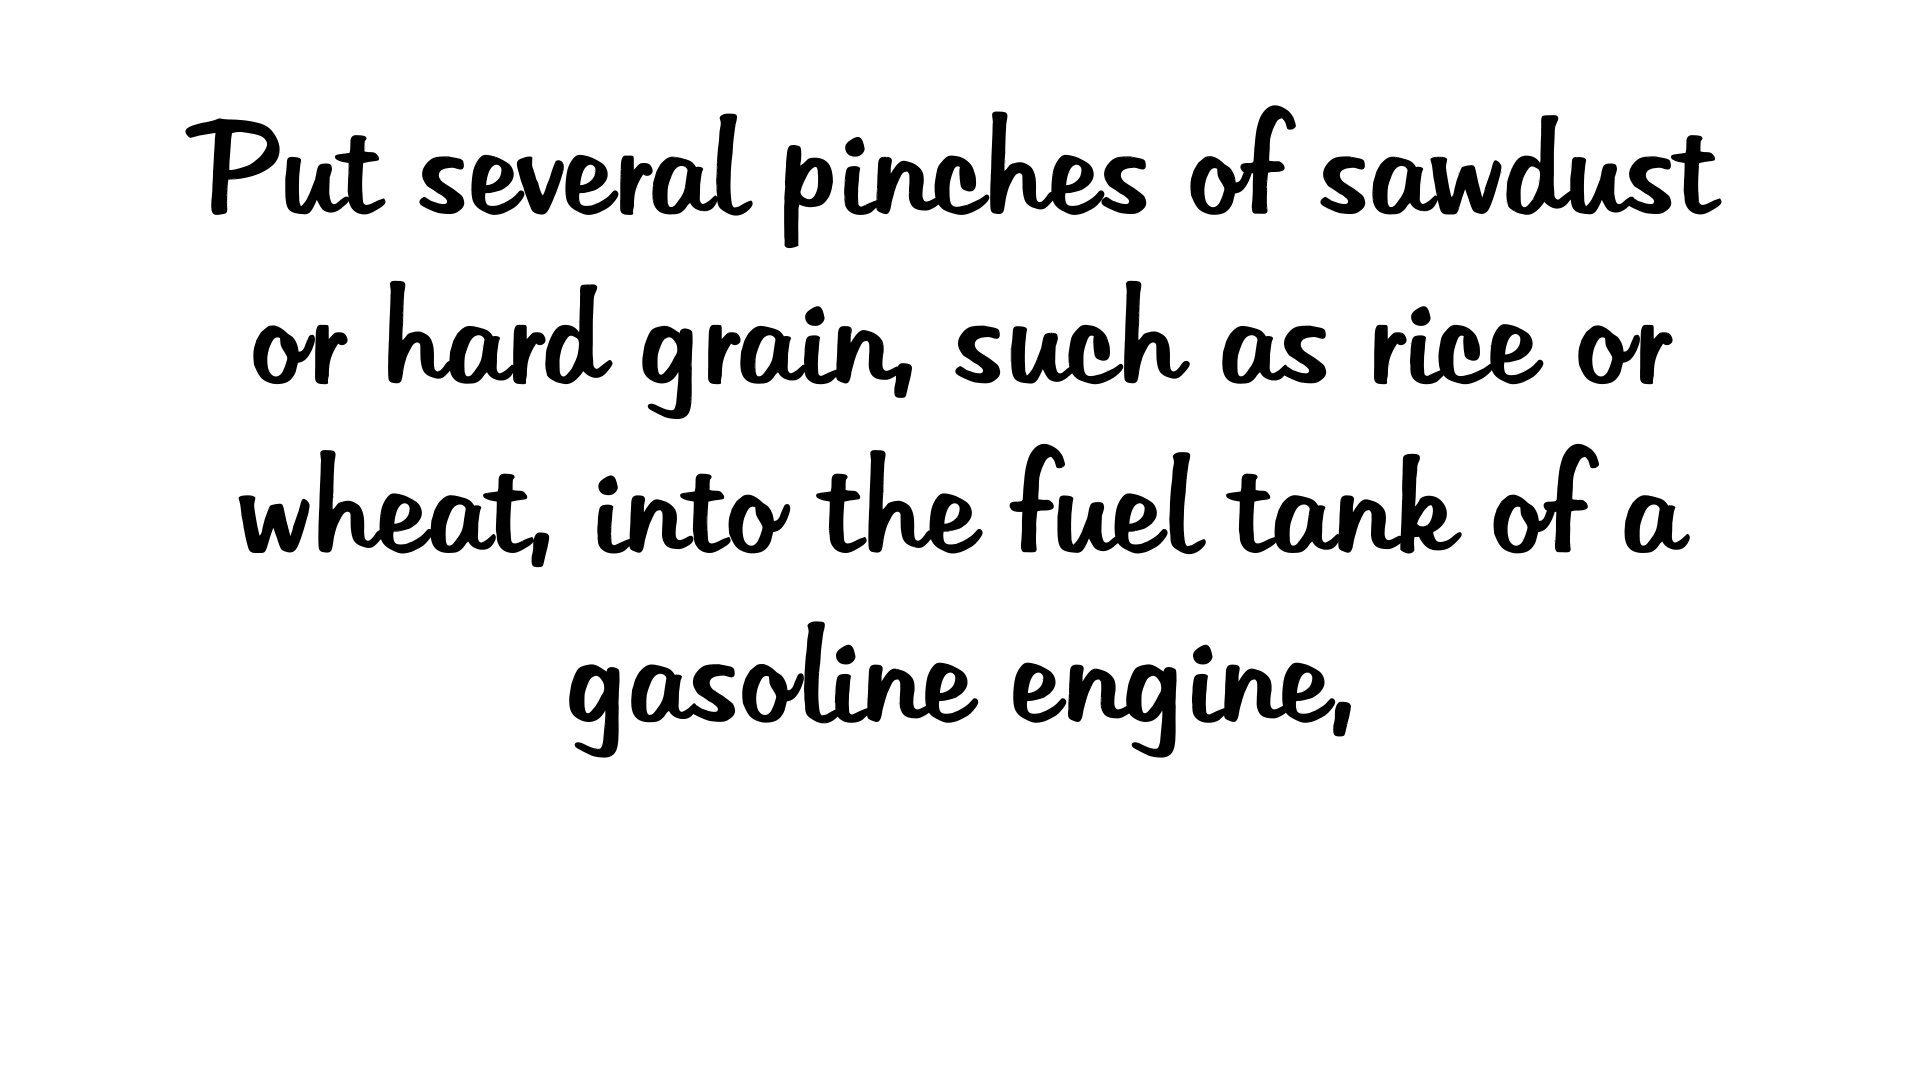 Put several pinches of sawdust
or hard grain, such as rice or
wheat, into the fuel tank of a
gasoline engine,